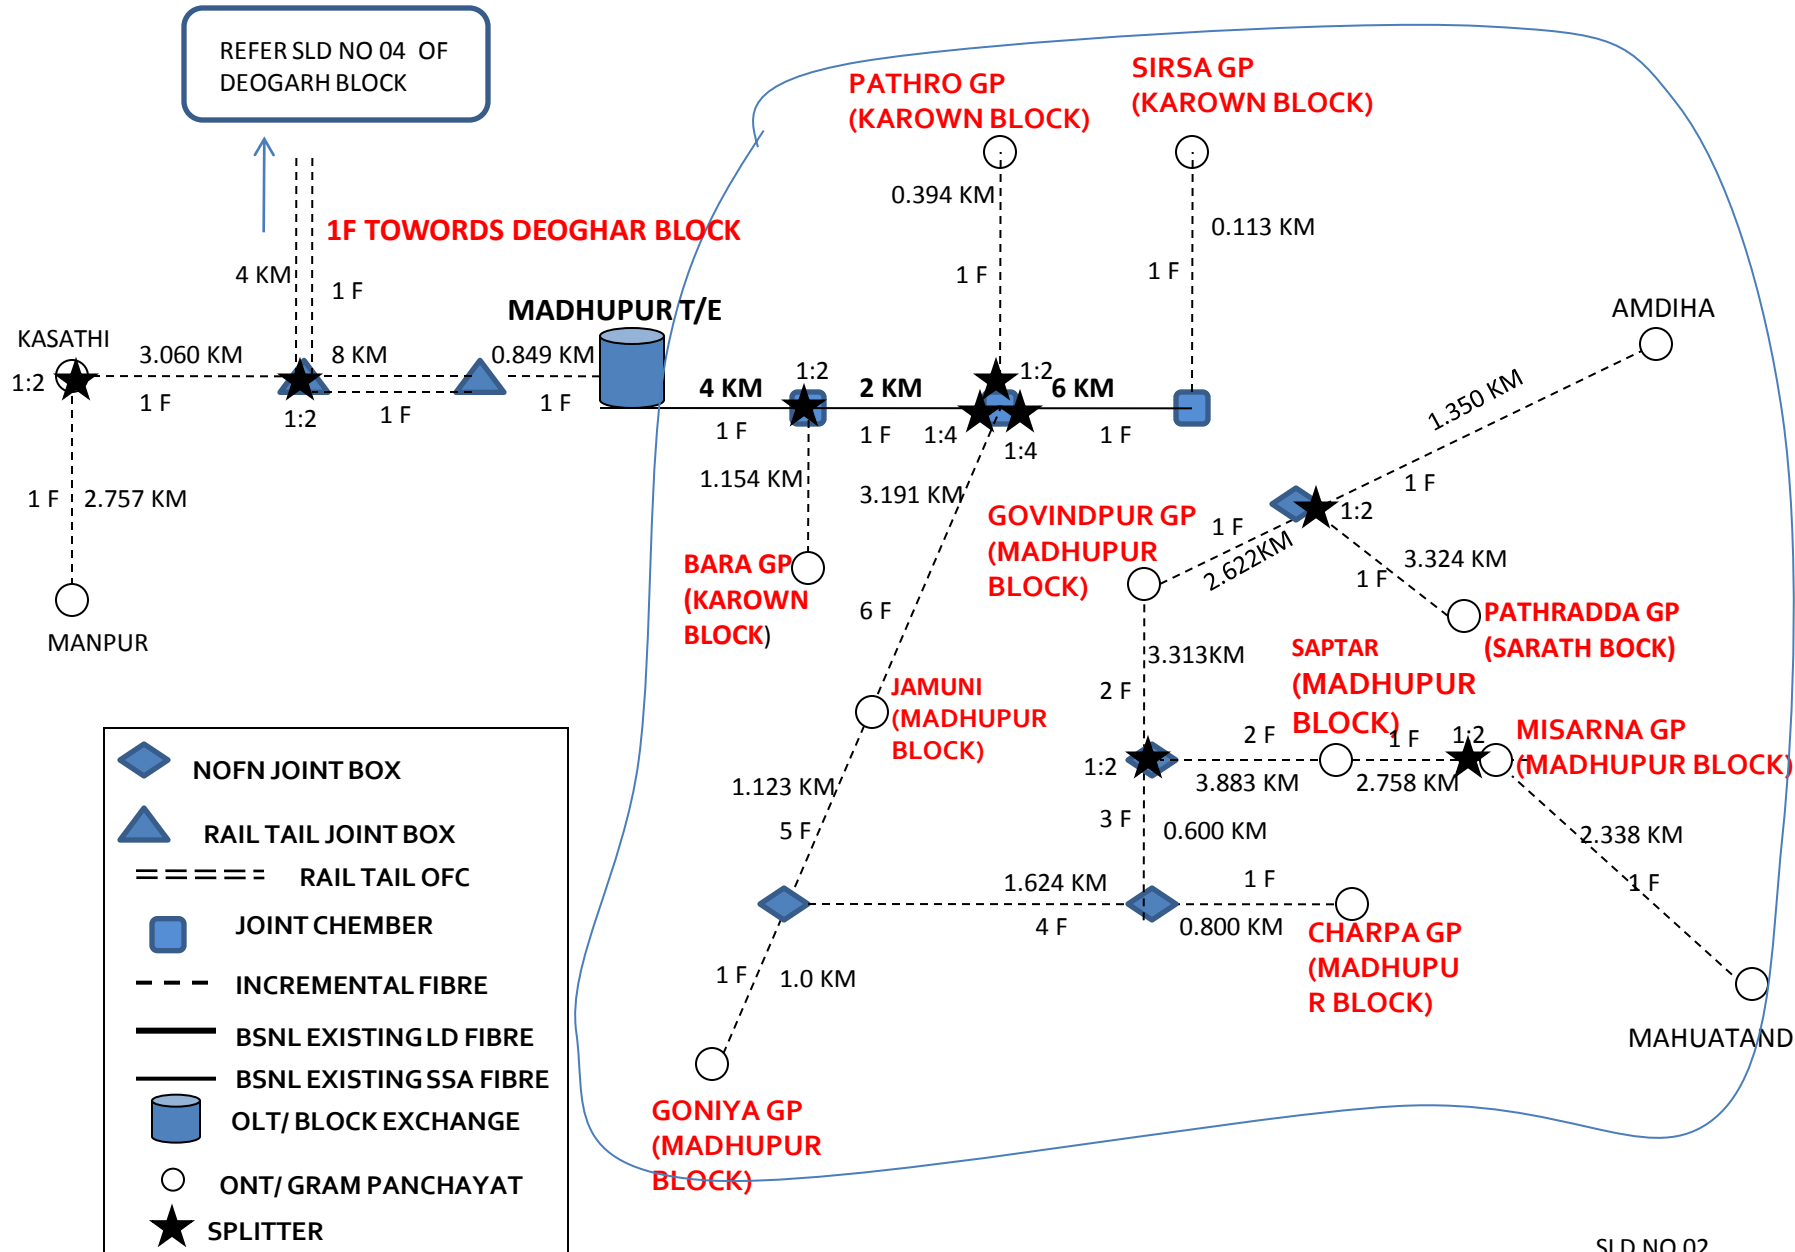 REFER SLD NO 04 OF
DEOGARH BLOCK
PATHRO GP
(KAROWN BLOCK)
SIRSA GP
(KAROWN BLOCK)
0.394 KM
0.113 KM
1F TOWORDS DEOGHAR BLOCK
4 KM
1 F
1 F
1 F
MADHUPUR T/E
AMDIHA
KASATHI
3.060 KM
8 KM
0.849 KM
1:2
1:2
1:2
4 KM
2 KM
6 KM
1 F
1 F
1 F
1:2
1 F
1 F
1:4
1:4
1 F
1.350 KM
1.154 KM
3.191 KM
1 F
2.757 KM
GOVINDPUR GP
(MADHUPUR
BLOCK)
1 F
2.622KM
1:2
1 F
3.324 KM
1 F
BARA GP
(KAROWN
BLOCK)
6 F
MANPUR
PATHRADDA GP
(SARATH BOCK)
3.313KM
2 F
SAPTAR
(MADHUPUR
BLOCK)
JAMUNI
(MADHUPUR
BLOCK)
MISARNA GP
(MADHUPUR BLOCK)
2 F
1 F
1:2
1:2
3.883 KM
2.758 KM
1.123 KM
5 F
3 F
0.600 KM
2.338 KM
1 F
1.624 KM
4 F
1 F
0.800 KM
CHARPA GP
(MADHUPU
R BLOCK)
1 F
1.0 KM
MAHUATAND
GONIYA GP
(MADHUPUR
BLOCK)
NOFN JOINT BOX
RAIL TAIL JOINT BOX
RAIL TAIL OFC
JOINT CHEMBER
INCREMENTAL FIBRE
BSNL EXISTING LD FIBRE
BSNL EXISTING SSA FIBRE
OLT/ BLOCK EXCHANGE
ONT/ GRAM PANCHAYAT
SPLITTER
SLD NO 02